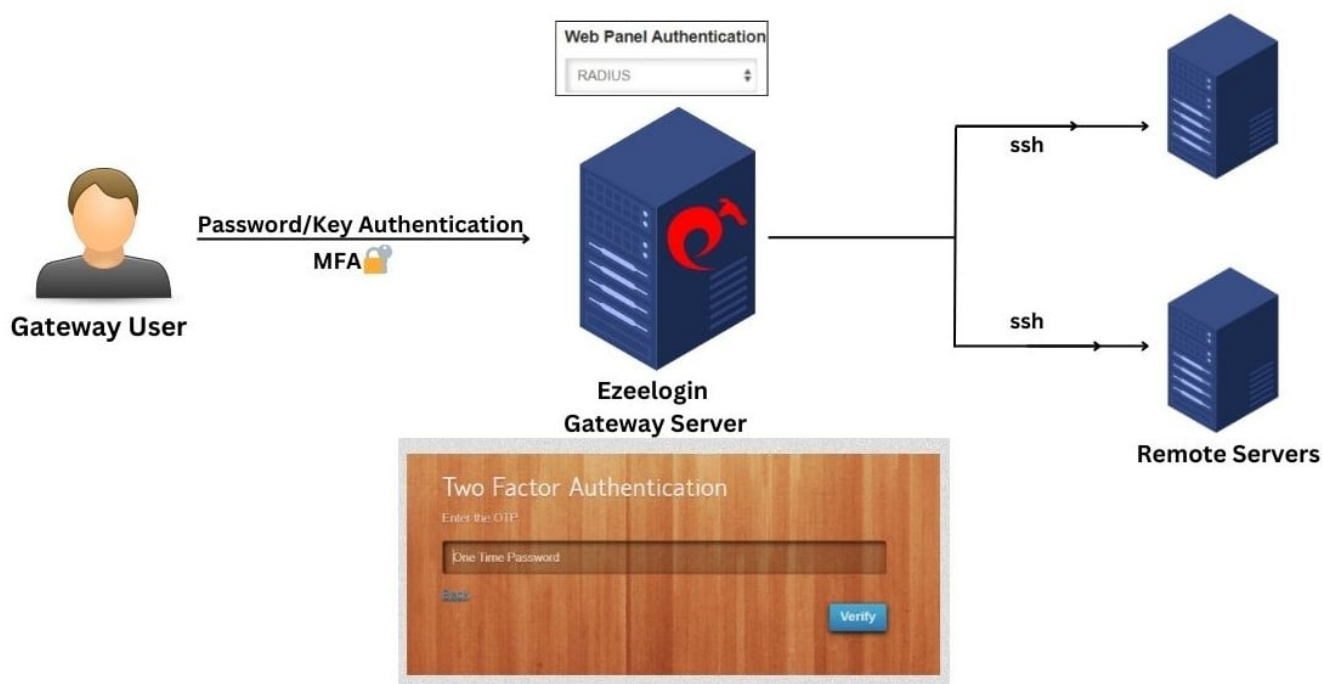 Web Panel Authentication
RADIUS
Password/Key Authentication
MFA
Gateway User
ssh
ssh
Ezeelogin
Gateway Server
Remote Servers
Two Factor Authentication
Enter the OTP
One Time Password
Back
Verify